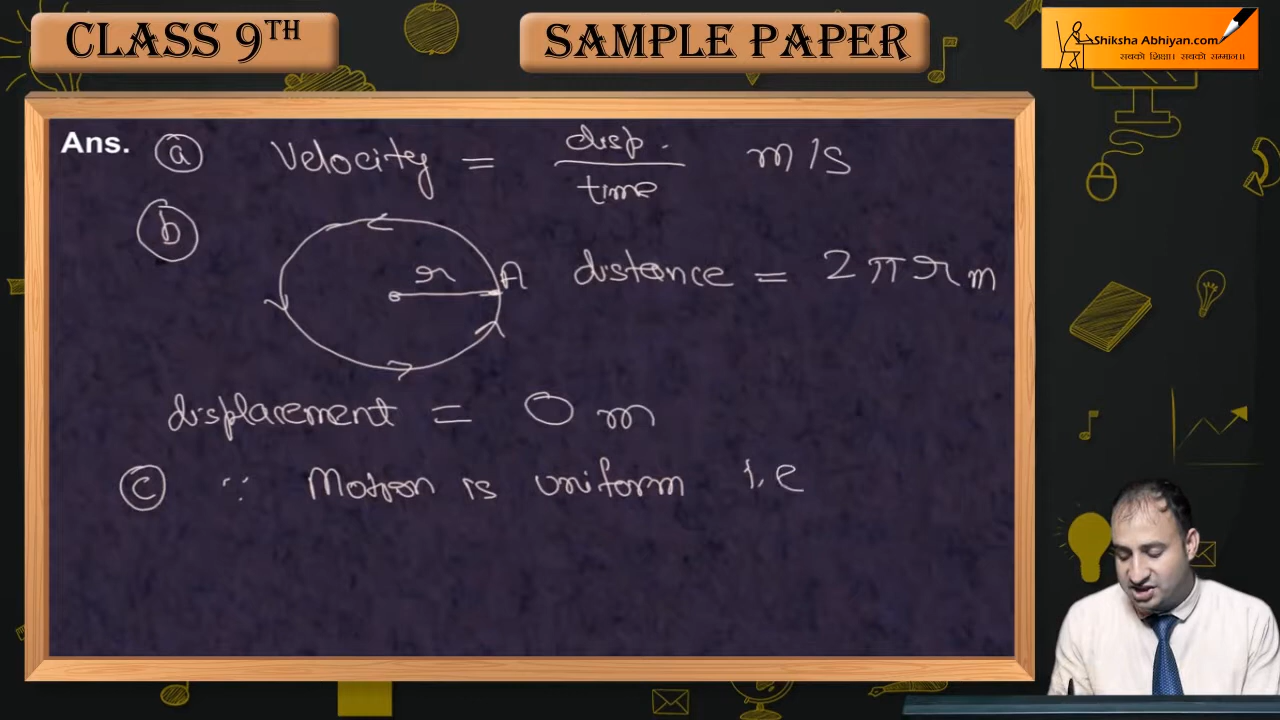 CLASS 9TH
SAMPLE PAPER
Shiksha Abhiyan.com
सबको शिक्षा। सबको सम्मान॥
Ans. (a) Velocity = disp. / time m/s
(b)
r A distance = 2πr m
displacement = 0 m
(c) ∵ Motion is uniform i.e